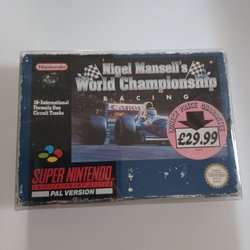 Nintendo
Nigel Mansell's
World Championship
RACING
16-International
Formula One
Circuit Tracks
Canon
£29.99
SUPER NINTENDO
ENTERTAINMENT SYSTEM
PAL VERSION